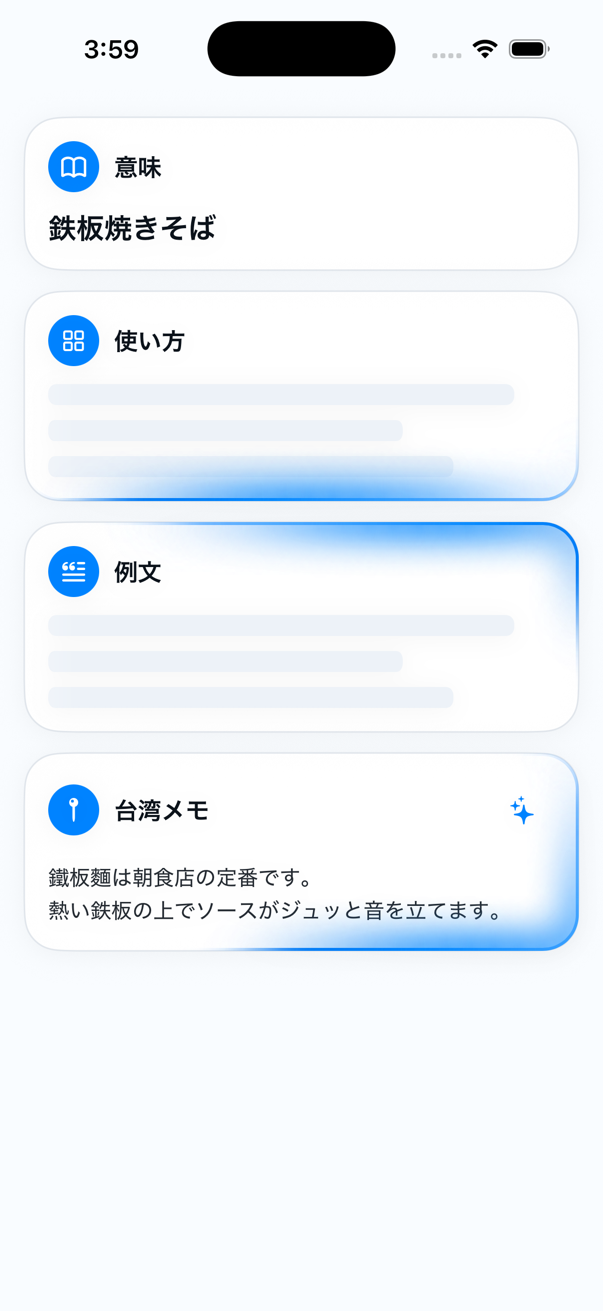 3:59
意味
鉄板焼きそば
使い方
例文
台湾メモ
鐵板麵は朝食店の定番です。
熱い鉄板の上でソースがジュッと音を立てます。